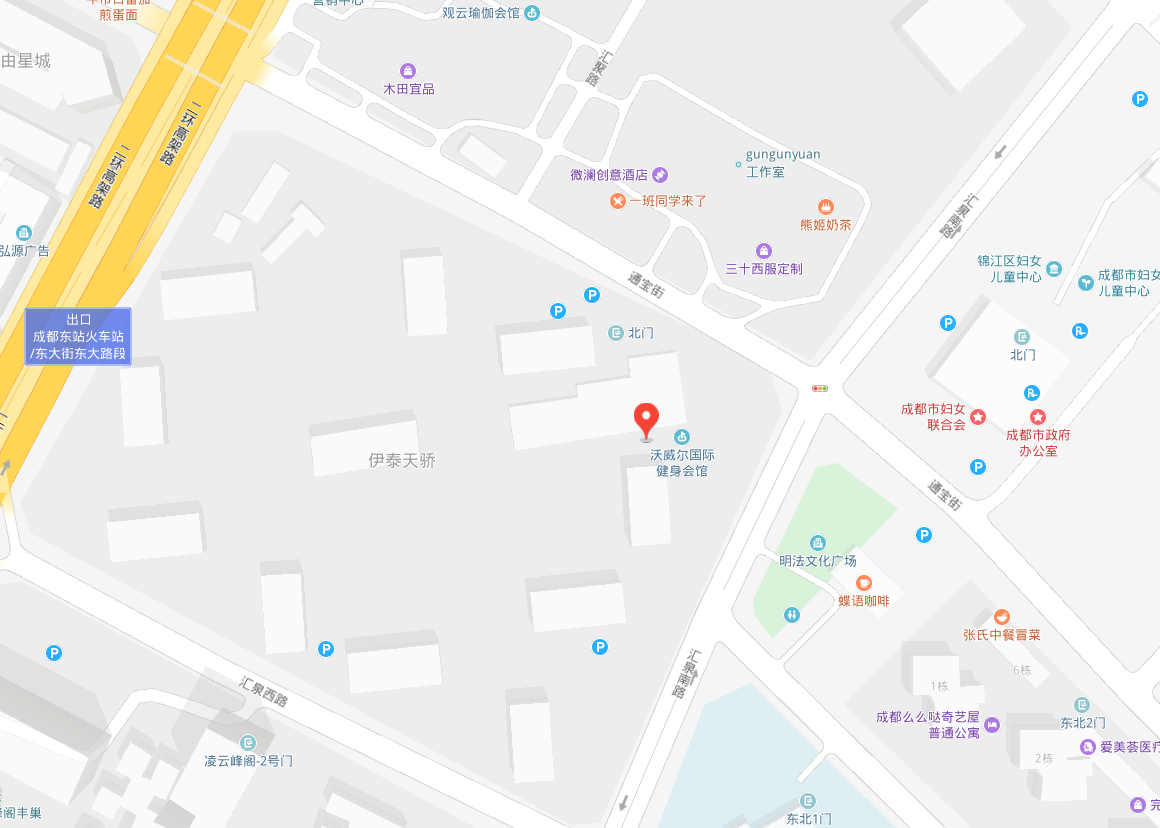 煎蛋面
观云瑜伽会馆
由星城
木田宜品
汇泉路
二环高架路
二环高架路
gungunyuan
工作室
微澜创意酒店
一班同学来了
熊姬奶茶
汇泉南路
弘源广告
三十西服定制
锦江区妇女
儿童中心
成都市妇女
儿童中心
通宝街
出口
成都东站火车站
/东大街东大路段
北门
北门
成都市妇女
联合会
成都市政府
办公室
伊泰天骄
沃威尔国际
健身会馆
通宝街
明法文化广场
蝶语咖啡
张氏中餐冒菜
汇泉南路
6栋
1栋
汇泉西路
成都么么哒奇艺屋
普通公寓
东北2门
凌云峰阁-2号门
2栋
爱美荟医疗
阁丰巢
东北1门
完